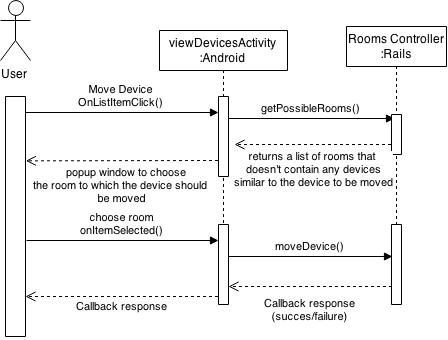 viewDevicesActivity
:Android
Rooms Controller
:Rails
User
Move Device
OnListItemClick()
getPossibleRooms()
returns a list of rooms that
doesn't contain any devices
similar to the device to be moved
popup window to choose
the room to which the device should
be moved
choose room
onItemSelected()
moveDevice()
Callback response
Callback response
(succes/failure)